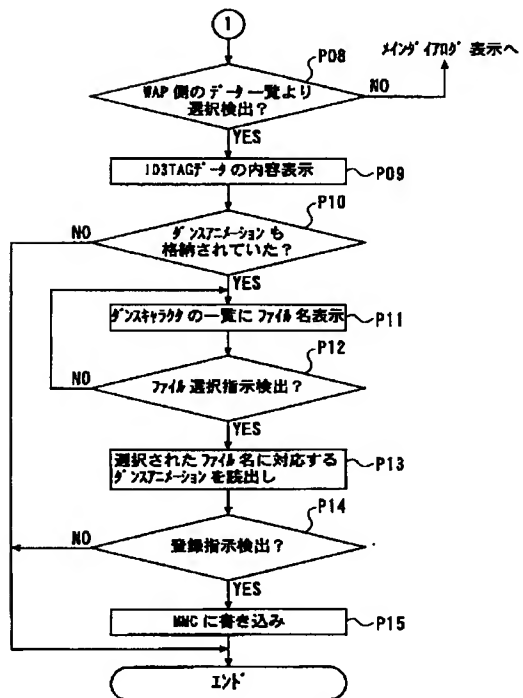 1
P08
メインダイアログ 表示へ
WAP 側のデータ一覧より
選択検出?
NO
YES
ID3TAGデータの内容表示
P09
P10
NO
ダンスアニメーションも
格納されていた?
YES
ダンスキャラクタの一覧にファイル名表示
P11
P12
NO
ファイル選択指示検出?
YES
選択されたファイル名に対応する
ダンスアニメーションを読出し
P13
P14
NO
登録指示検出?
YES
MMCに書き込み
P15
エンド